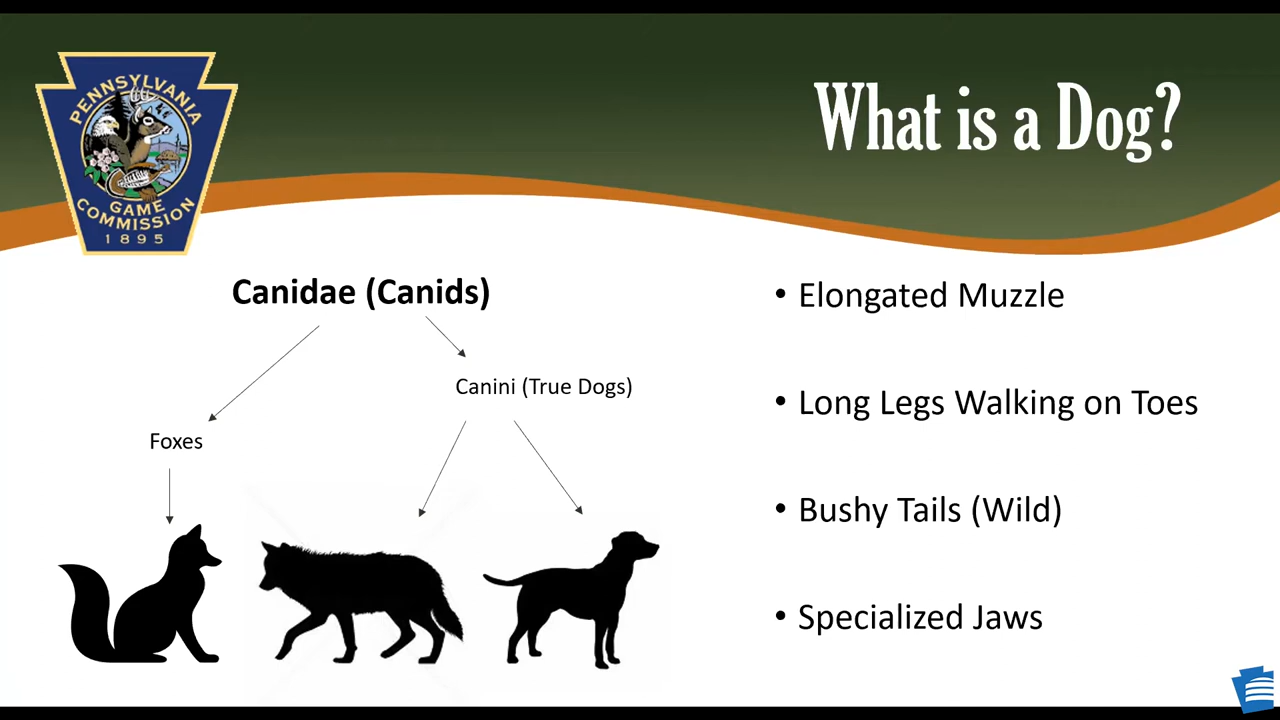 PENNSYLVANIA
GAME
COMMISSION
1895
What is a Dog?
Canidae (Canids)
Canini (True Dogs)
Foxes
• Elongated Muzzle
• Long Legs Walking on Toes
• Bushy Tails (Wild)
• Specialized Jaws